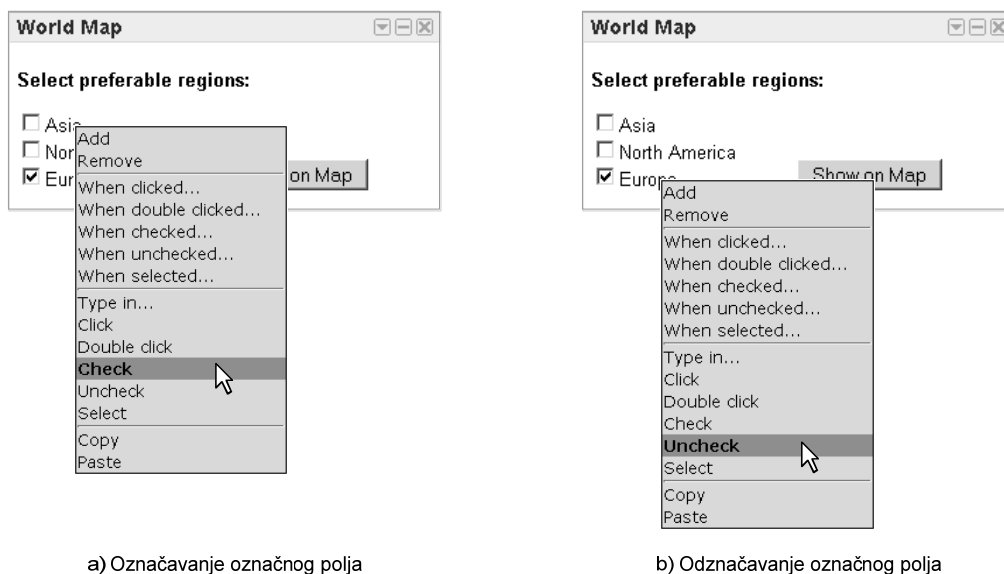 World Map
Select preferable regions:
Asia
Nor
Eur
on Map
Add
Remove
When clicked...
When double clicked...
When checked...
When unchecked...
When selected...
Type in...
Click
Double click
Check
Uncheck
Select
Copy
Paste
a) Označavanje označnog polja
World Map
Select preferable regions:
Asia
North America
Europe
Show on Map
Add
Remove
When clicked...
When double clicked...
When checked...
When unchecked...
When selected...
Type in...
Click
Double click
Check
Uncheck
Select
Copy
Paste
b) Odznačavanje označnog polja